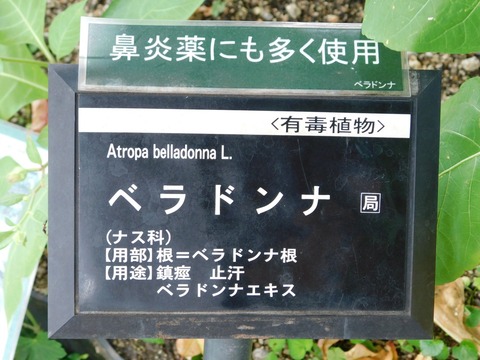 鼻炎薬にも多く使用
ベラドンナ
<有毒植物>
Atropa belladonna L.
ベラドンナ 局
(ナス科)
【用部】根=ベラドンナ根
【用途】鎮痙 止汗
ベラドンナエキス